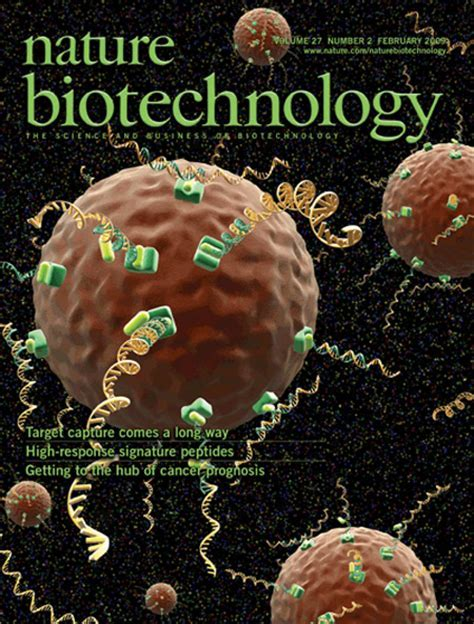 VOLUME 27 NUMBER 2 FEBRUARY 2009
www.nature.com/naturebiotechnology
nature
biotechnology
THE SCIENCE AND BUSINESS OF BIOTECHNOLOGY
Target capture comes a long way
High-response signature peptides
Getting to the hub of cancer prognosis